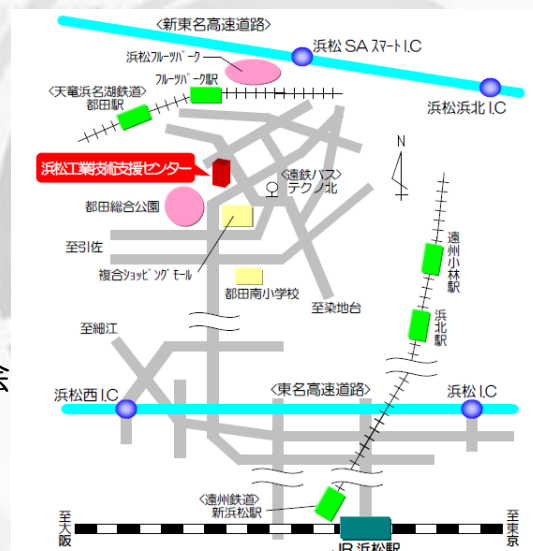 〈新東名高速道路〉
浜松SAスマートI.C
浜松フルーツパーク
フルーツパーク駅
〈天竜浜名湖鉄道〉
都田駅
浜松浜北I.C
N
浜松工業技術支援センター
〈遠鉄バス〉
テクノ北
都田総合公園
至引佐
遠州小林駅
複合ショッピングモール
都田南小学校
至染地台
浜北駅
至細江
会
浜松西I.C
〈東名高速道路〉
浜松I.C
〈遠州鉄道〉
新浜松駅
至大阪
至東京
JR浜松駅